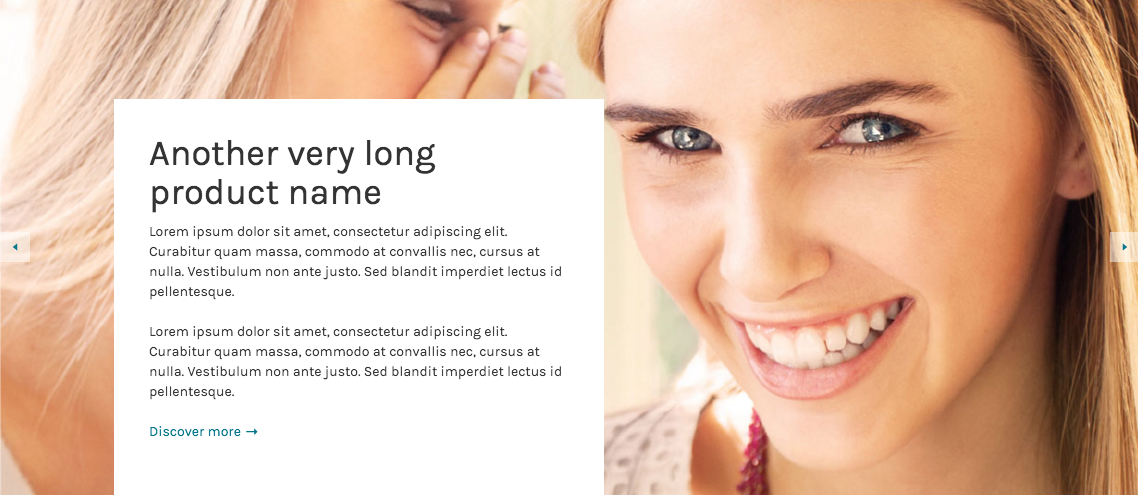 Another very long
product name
Lorem ipsum dolor sit amet, consectetur adipiscing elit.
Curabitur quam massa, commodo at convallis nec, cursus at
nulla. Vestibulum non ante justo. Sed blandit imperdiet lectus id
pellentesque.
Lorem ipsum dolor sit amet, consectetur adipiscing elit.
Curabitur quam massa, commodo at convallis nec, cursus at
nulla. Vestibulum non ante justo. Sed blandit imperdiet lectus id
pellentesque.
Discover more →